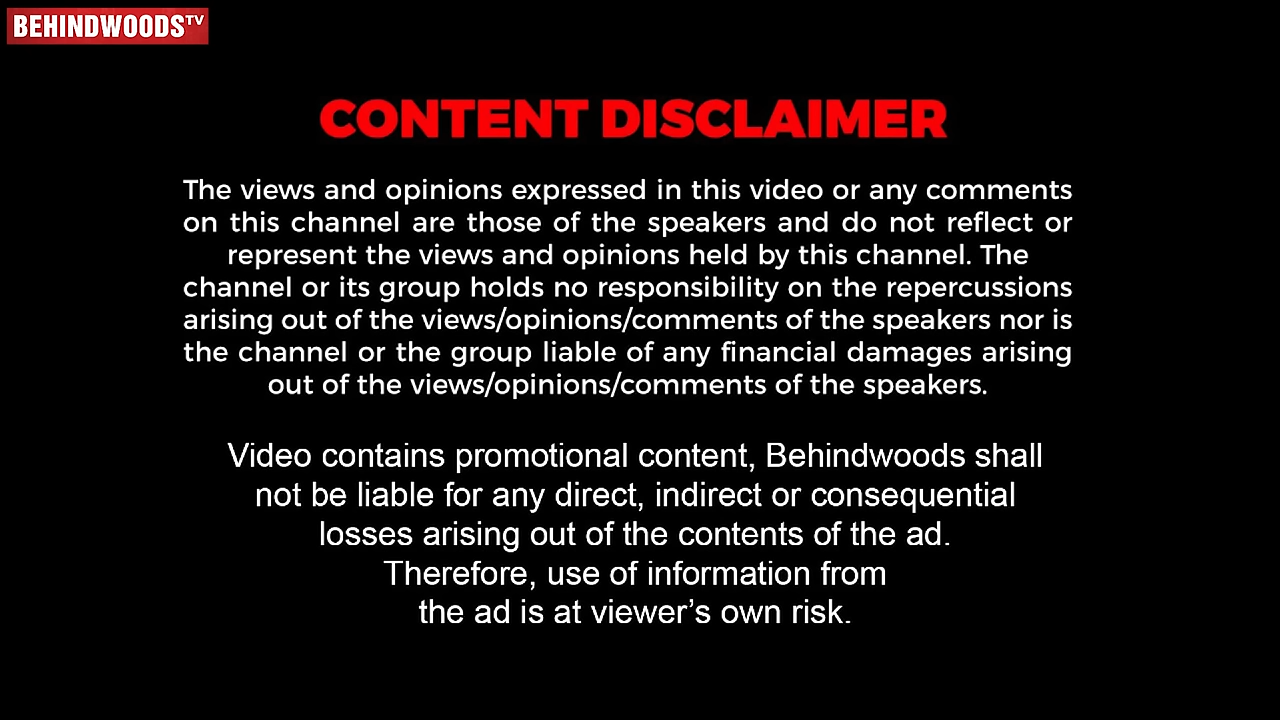 BEHINDWOODSTV
CONTENT DISCLAIMER
The views and opinions expressed in this video or any comments
on this channel are those of the speakers and do not reflect or
represent the views and opinions held by this channel. The
channel or its group holds no responsibility on the repercussions
arising out of the views/opinions/comments of the speakers nor is
the channel or the group liable of any financial damages arising
out of the views/opinions/comments of the speakers.
Video contains promotional content, Behindwoods shall
not be liable for any direct, indirect or consequential
losses arising out of the contents of the ad.
Therefore, use of information from
the ad is at viewer’s own risk.